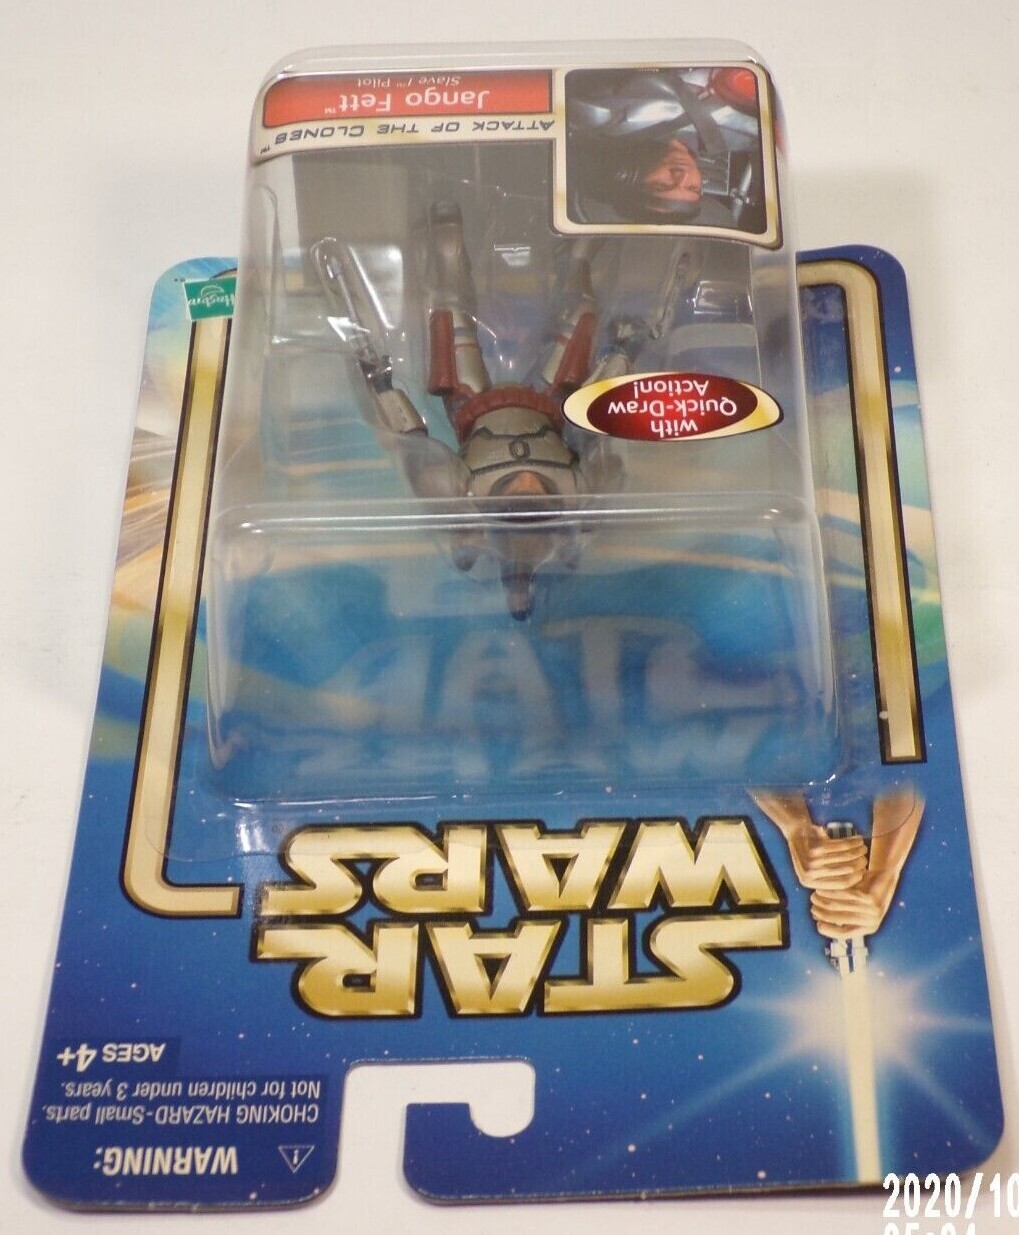 WARNING:
CHOKING HAZARD-Small parts.
Not for children under 3 years.
AGES 4+
STAR
WARS
Hasbro
with
Quick-Draw
Action!
ATTACK OF THE CLONES™
Jango Fett™
Slave I™ Pilot
2020/10